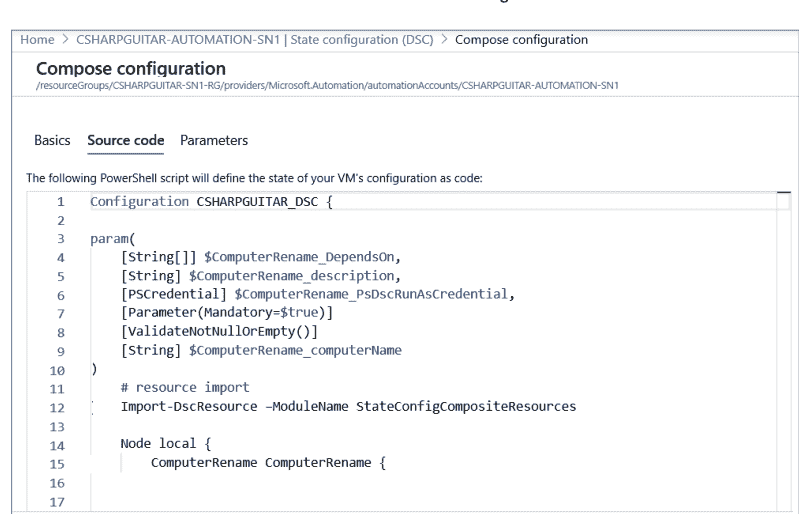 Home > CSHARPGUITAR-AUTOMATION-SN1 | State configuration (DSC) > Compose configuration
Compose configuration
/resourceGroups/CSHARPGUITAR-SN1-RG/providers/Microsoft.Automation/automationAccounts/CSHARPGUITAR-AUTOMATION-SN1
Basics Source code Parameters
The following PowerShell script will define the state of your VM's configuration as code:
1 Configuration CSHARPGUITAR_DSC {
2
3 param(
4 [String[]] $ComputerRename_DependsOn,
5 [String] $ComputerRename_description,
6 [PSCredential] $ComputerRename_PsDscRunAsCredential,
7 [Parameter(Mandatory=$true)]
8 [ValidateNotNullOrEmpty()]
9 [String] $ComputerRename_computerName
10 )
11 # resource import
12 Import-DscResource –ModuleName StateConfigCompositeResources
13
14 Node local {
15 ComputerRename ComputerRename {
16
17